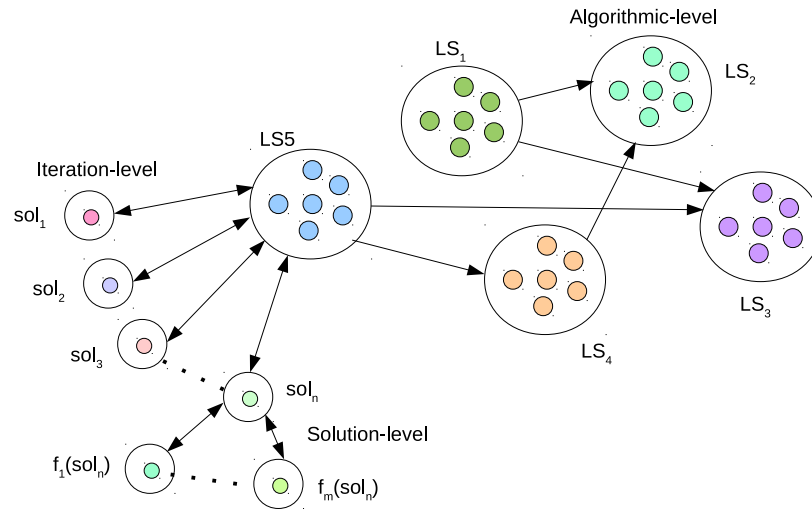 Algorithmic-level
LS₁
LS₂
LS5
Iteration-level
sol₁
sol₂
LS₃
sol₃
LS₄
solₙ
Solution-level
f₁(solₙ)
fₘ(solₙ)